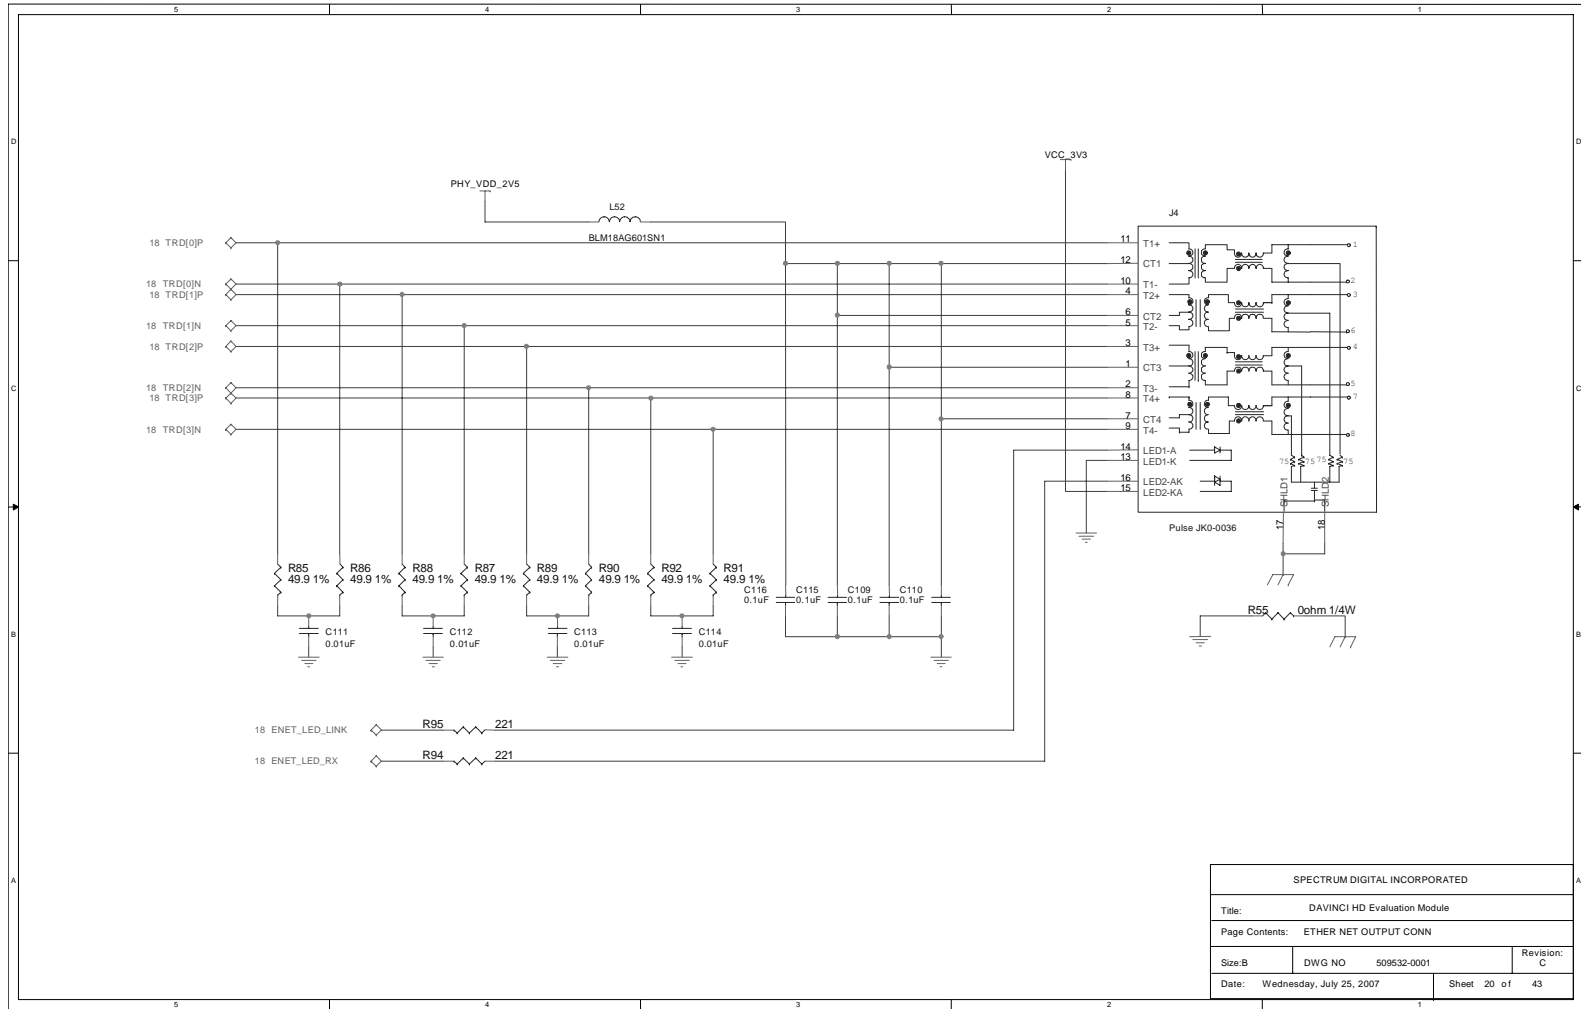 5 4 3 2 1
D D
C C
B B
A A
VCC_3V3
PHY_VDD_2V5
L52
BLM18AG601SN1
J4
18 TRD[0]P
18 TRD[0]N
18 TRD[1]P
18 TRD[1]N
18 TRD[2]P
18 TRD[2]N
18 TRD[3]P
18 TRD[3]N
11 T1+ 1
12 CT1
10 T1- 2
4 T2+ 3
6 CT2
5 T2- 6
3 T3+ 4
1 CT3
2 T3- 5
8 T4+ 7
7 CT4
9 T4- 8
14 LED1-A
13 LED1-K
16 LED2-AK
15 LED2-KA
75 75 75 75
SHLD1 SHLD2
17 18
Pulse JK0-0036
R85 49.9 1%
R86 49.9 1%
R88 49.9 1%
R87 49.9 1%
R89 49.9 1%
R90 49.9 1%
R92 49.9 1%
R91 49.9 1%
C116 0.1uF
C115 0.1uF
C109 0.1uF
C110 0.1uF
C111 0.01uF
C112 0.01uF
C113 0.01uF
C114 0.01uF
R55 0ohm 1/4W
18 ENET_LED_LINK R95 221
18 ENET_LED_RX R94 221
SPECTRUM DIGITAL INCORPORATED
Title: DAVINCI HD Evaluation Module
Page Contents: ETHER NET OUTPUT CONN
Size:B DWG NO 509532-0001 Revision: C
Date: Wednesday, July 25, 2007 Sheet 20 of 43
5 4 3 2 1